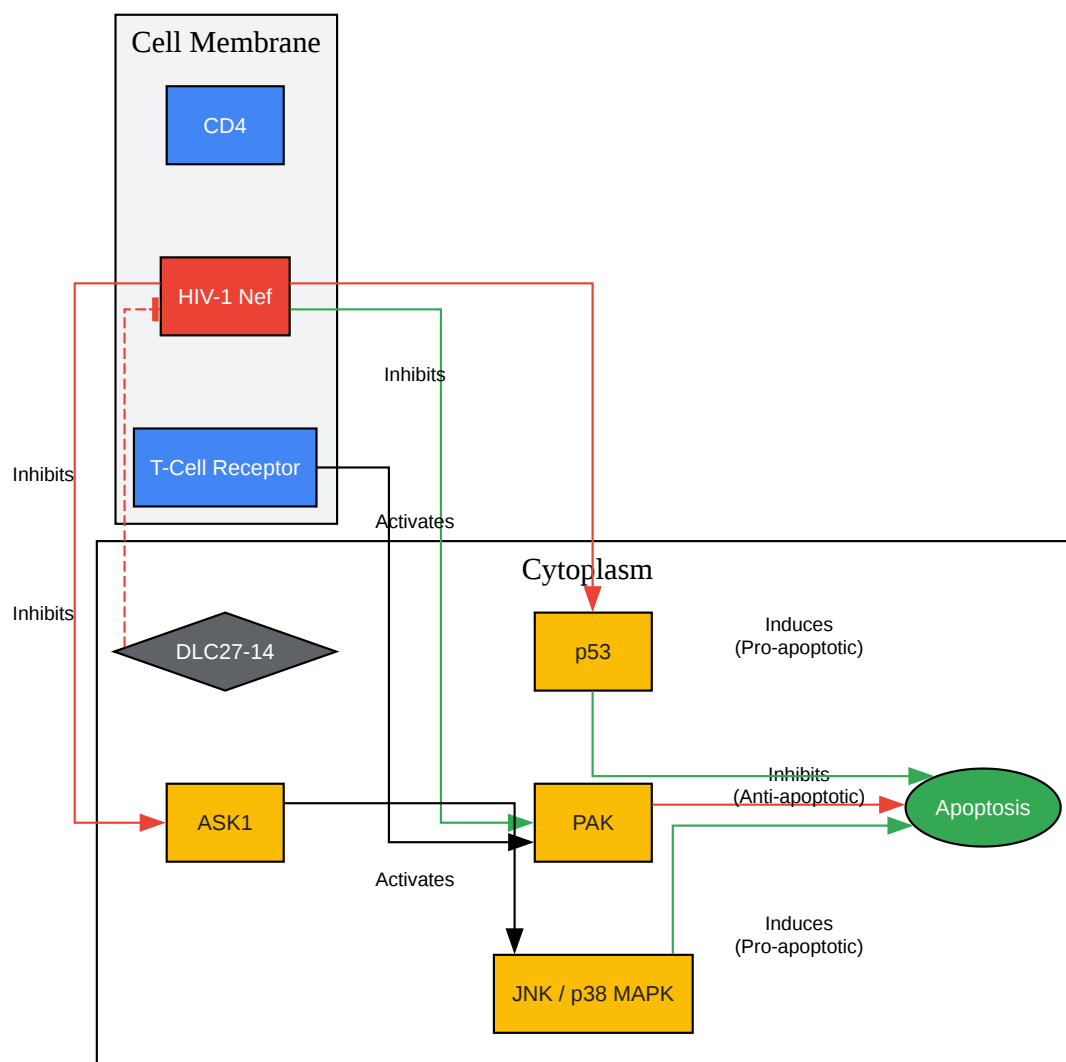 Cell Membrane
CD4
HIV-1 Nef
Inhibits
T-Cell Receptor
Inhibits
Activates
Cytoplasm
Inhibits
DLC27-14
p53
Induces
(Pro-apoptotic)
Inhibits
(Anti-apoptotic)
ASK1
PAK
Apoptosis
Activates
Induces
(Pro-apoptotic)
JNK / p38 MAPK